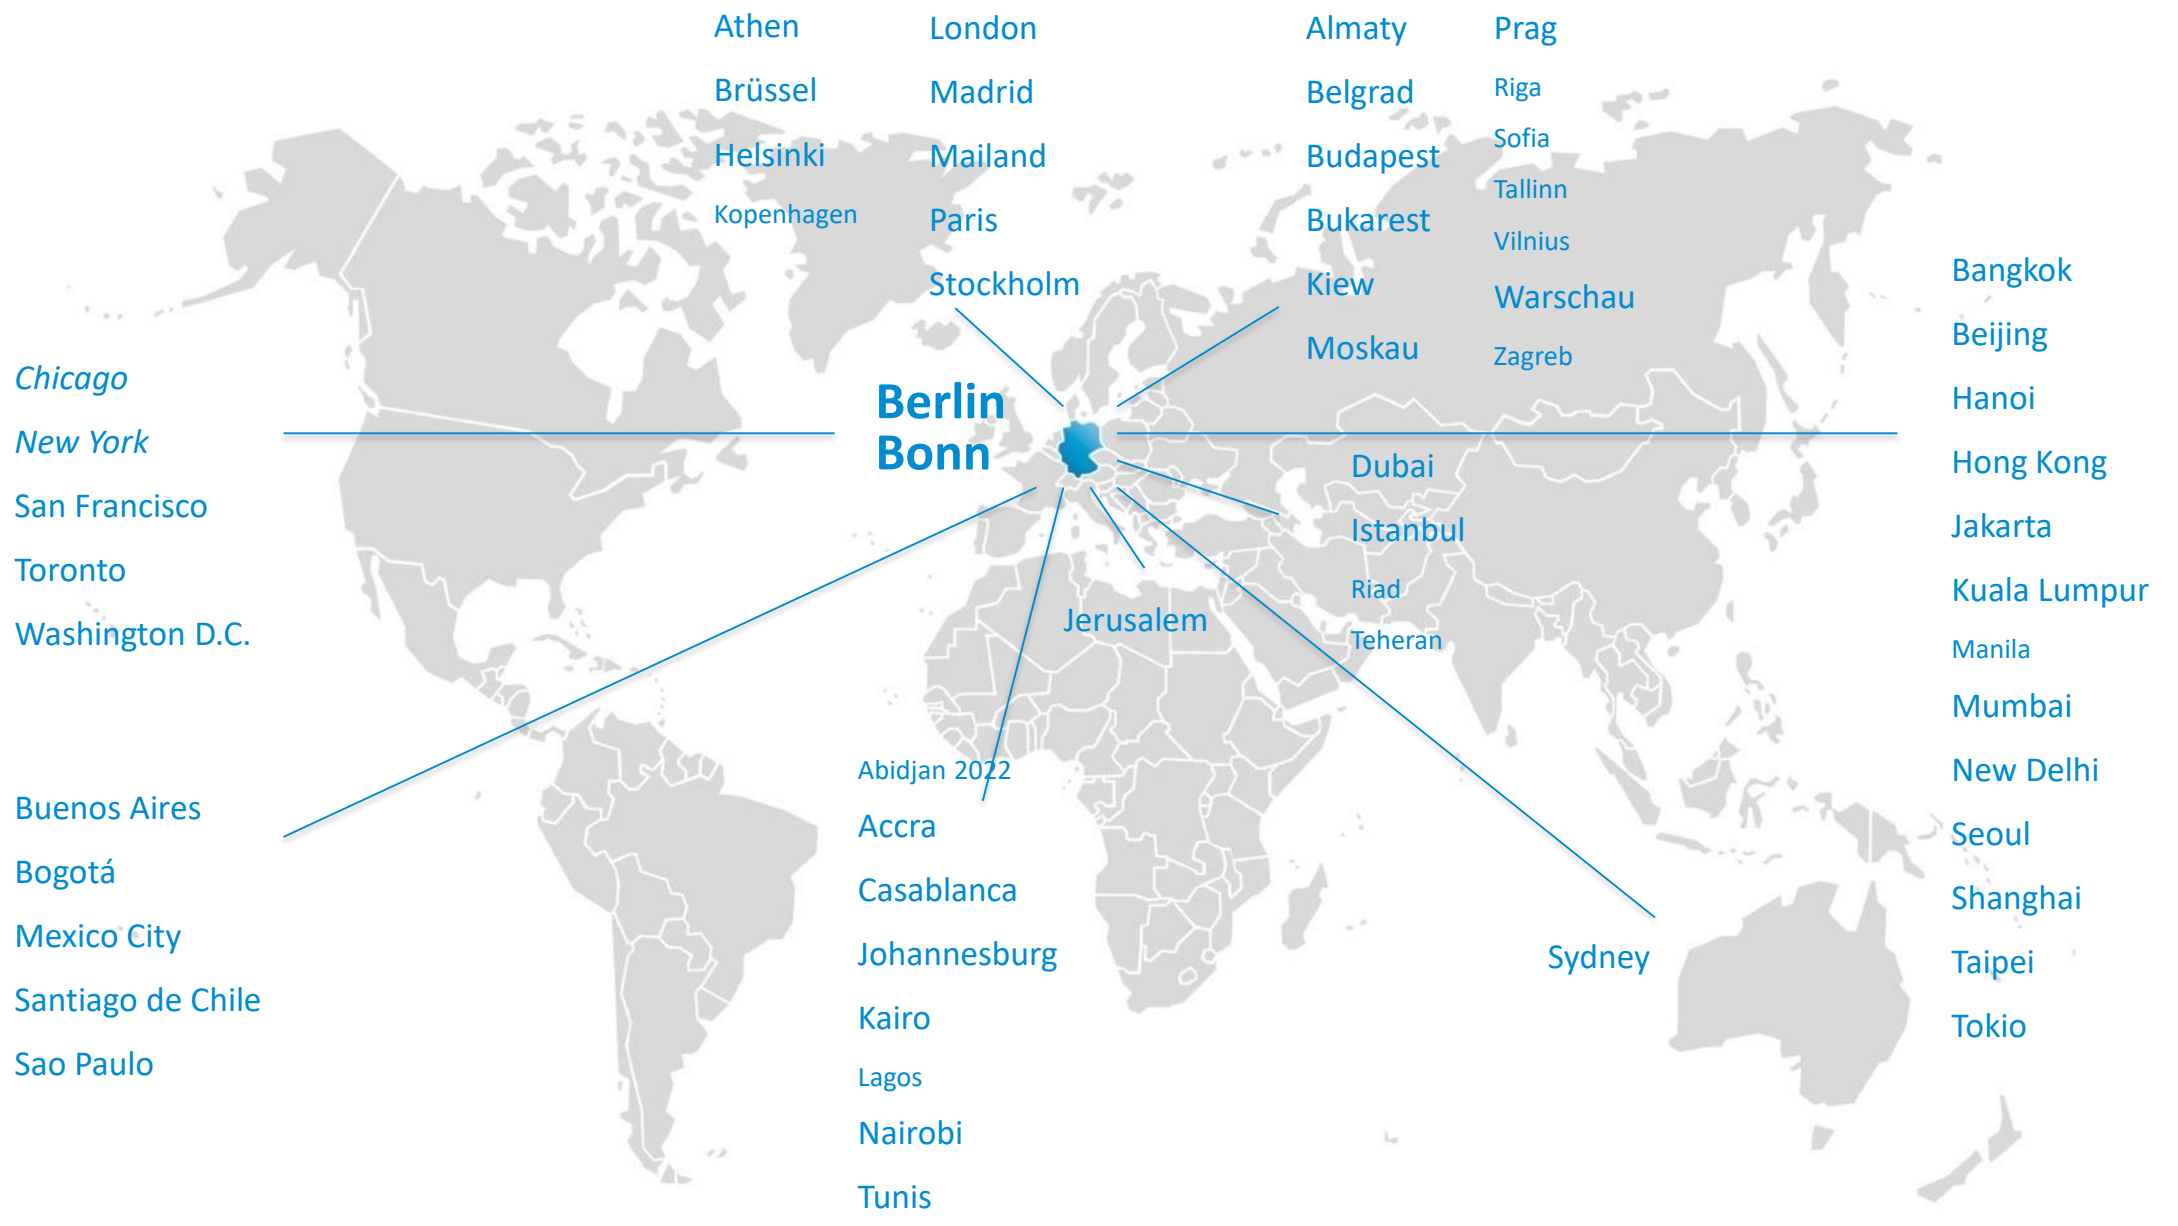 Athen
Brüssel
Helsinki
Kopenhagen
London
Madrid
Mailand
Paris
Stockholm
Almaty
Belgrad
Budapest
Bukarest
Kiew
Moskau
Prag
Riga
Sofia
Tallinn
Vilnius
Warschau
Zagreb
Chicago
New York
San Francisco
Toronto
Washington D.C.
Berlin
Bonn
Dubai
Istanbul
Riad
Teheran
Jerusalem
Bangkok
Beijing
Hanoi
Hong Kong
Jakarta
Kuala Lumpur
Manila
Mumbai
New Delhi
Seoul
Shanghai
Taipei
Tokio
Buenos Aires
Bogotá
Mexico City
Santiago de Chile
Sao Paulo
Abidjan 2022
Accra
Casablanca
Johannesburg
Kairo
Lagos
Nairobi
Tunis
Sydney